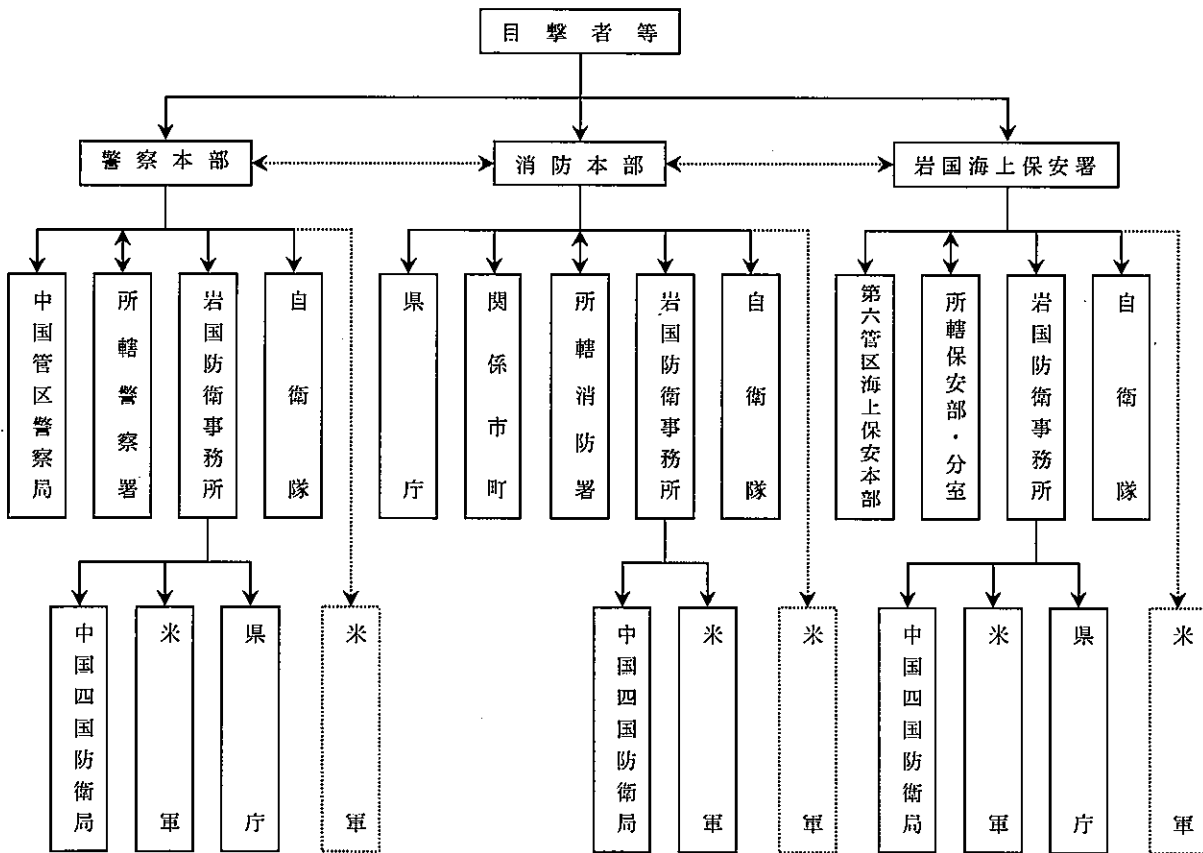 目撃者等
警察本部
消防本部
岩国海上保安署
中国管区警察局
所轄警察署
岩国防衛事務所
自衛隊
県庁
関係市町
所轄消防署
岩国防衛事務所
自衛隊
第六管区海上保安本部
所轄保安部・分室
岩国防衛事務所
自衛隊
中国四国防衛局
米軍
県庁
米軍
中国四国防衛局
米軍
米軍
中国四国防衛局
米軍
県庁
米軍